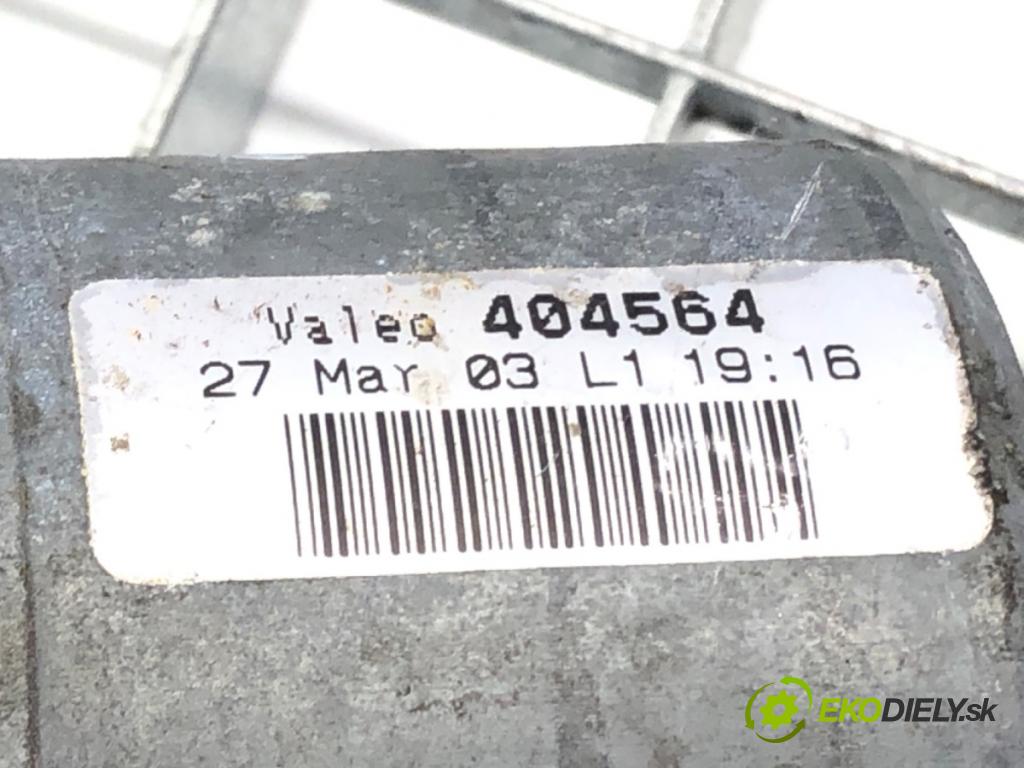 Valeo 404564
27 Mar 03 L1 19:16
EKODIELY.sk